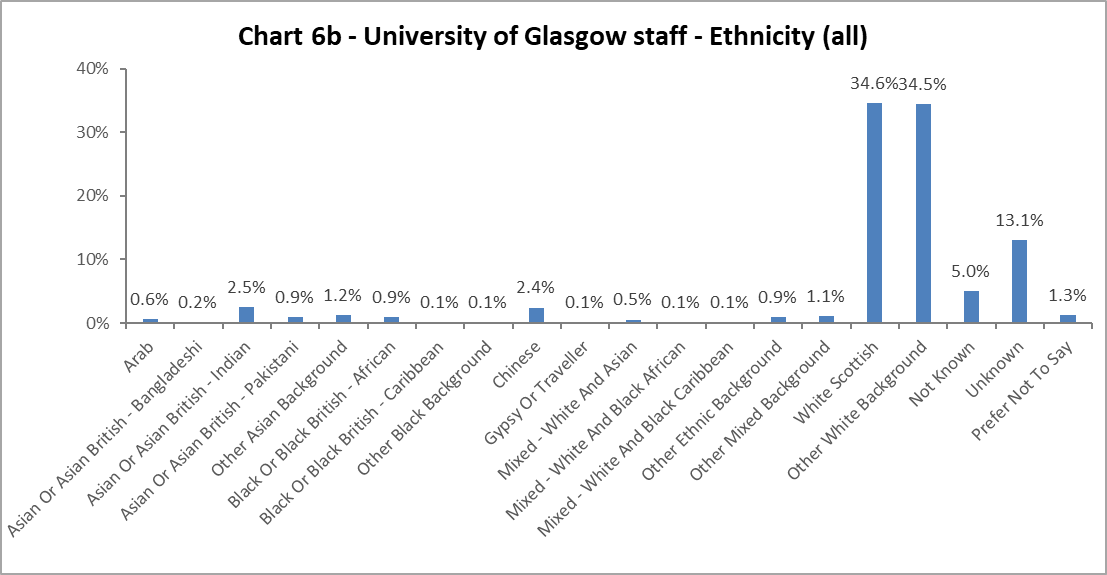 Chart 6b - University of Glasgow staff - Ethnicity (all)
40%
30%
20%
10%
0%
0.6%
0.2%
2.5%
0.9%
1.2%
0.9%
0.1%
0.1%
2.4%
0.1%
0.5%
0.1%
0.1%
0.9%
1.1%
34.6%
34.5%
5.0%
13.1%
1.3%
Arab
Asian Or Asian British - Bangladeshi
Asian Or Asian British - Indian
Asian Or Asian British - Pakistani
Other Asian Background
Black Or Black British - African
Black Or Black British - Caribbean
Other Black Background
Chinese
Gypsy Or Traveller
Mixed - White And Asian
Mixed - White And Black African
Mixed - White And Black Caribbean
Other Ethnic Background
Other Mixed Background
White Scottish
Other White Background
Not Known
Unknown
Prefer Not To Say